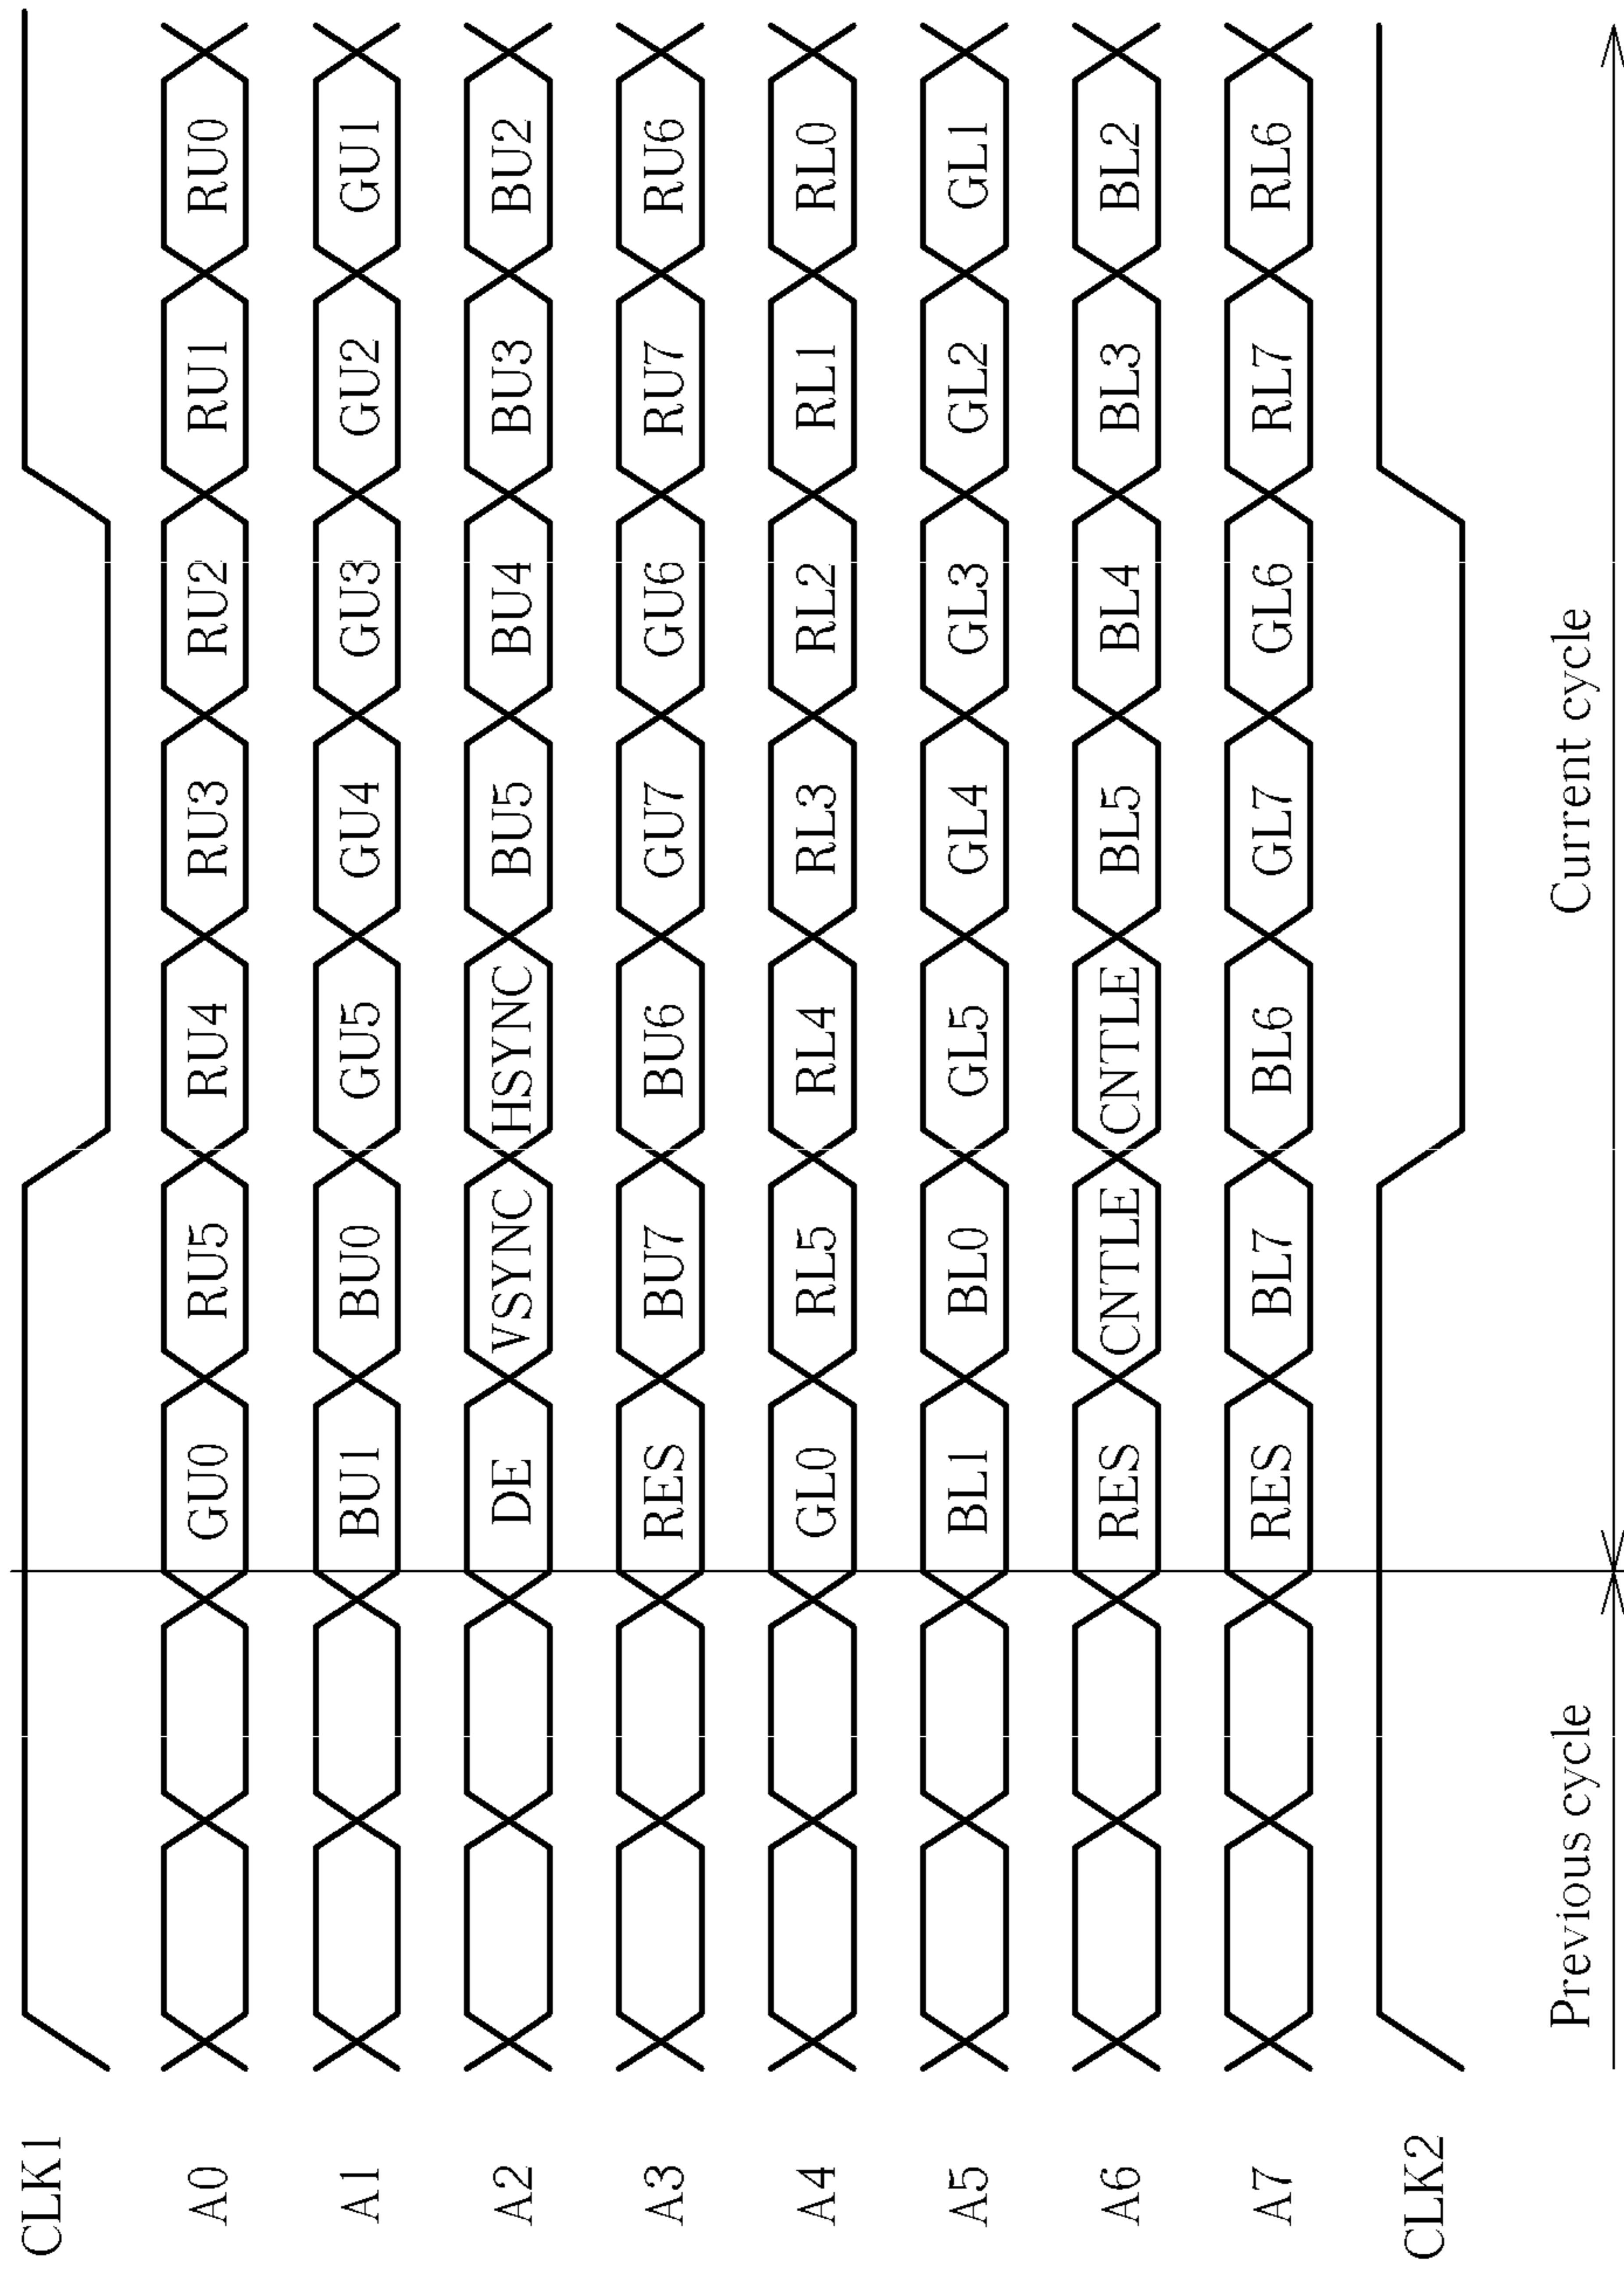 CLK1
A0 GU0 RU5 RU4 RU3 RU2 RU1 RU0
A1 BU1 BU0 GU5 GU4 GU3 GU2 GU1
A2 DE VSYNC HSYNC BU5 BU4 BU3 BU2
A3 RES BU7 BU6 GU7 GU6 RU7 RU6
A4 GL0 RL5 RL4 RL3 RL2 RL1 RL0
A5 BL1 BL0 GL5 GL4 GL3 GL2 GL1
A6 RES CNTLE CNTLE BL5 BL4 BL3 BL2
A7 RES BL7 BL6 GL7 GL6 RL7 RL6
CLK2
Previous cycle Current cycle